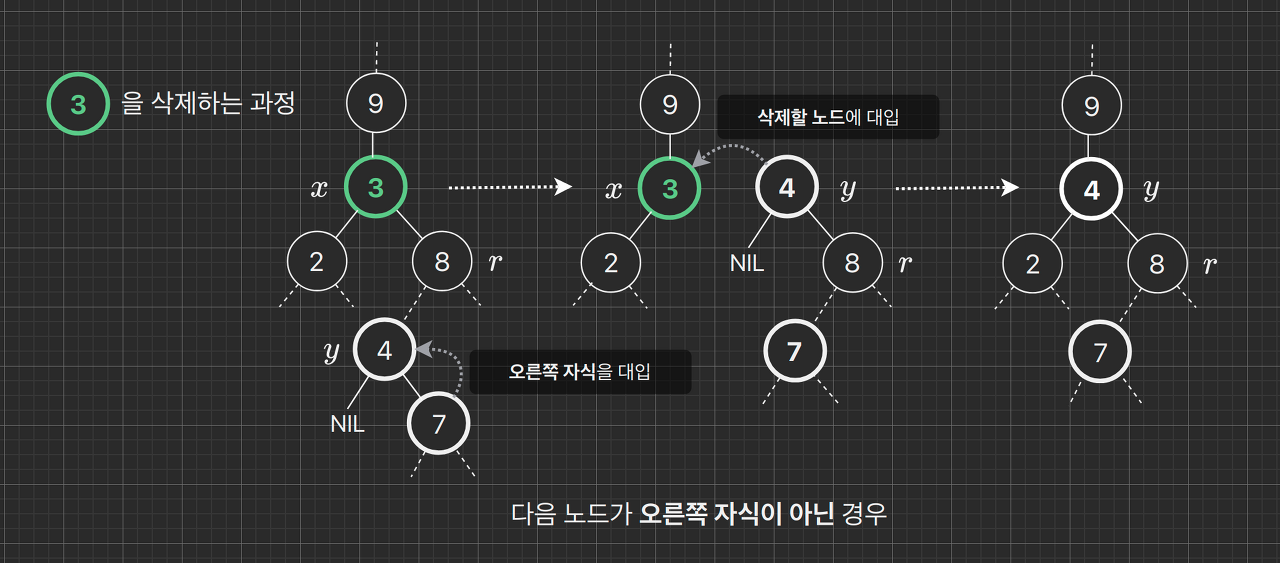 3 을 삭제하는 과정
9
x 3
2 8 r
y 4
오른쪽 자식을 대입
NIL 7
9
삭제할 노드에 대입
x 3 4 y
2 NIL 8 r
7
9
4 y
2 8 r
7
다음 노드가 오른쪽 자식이 아닌 경우